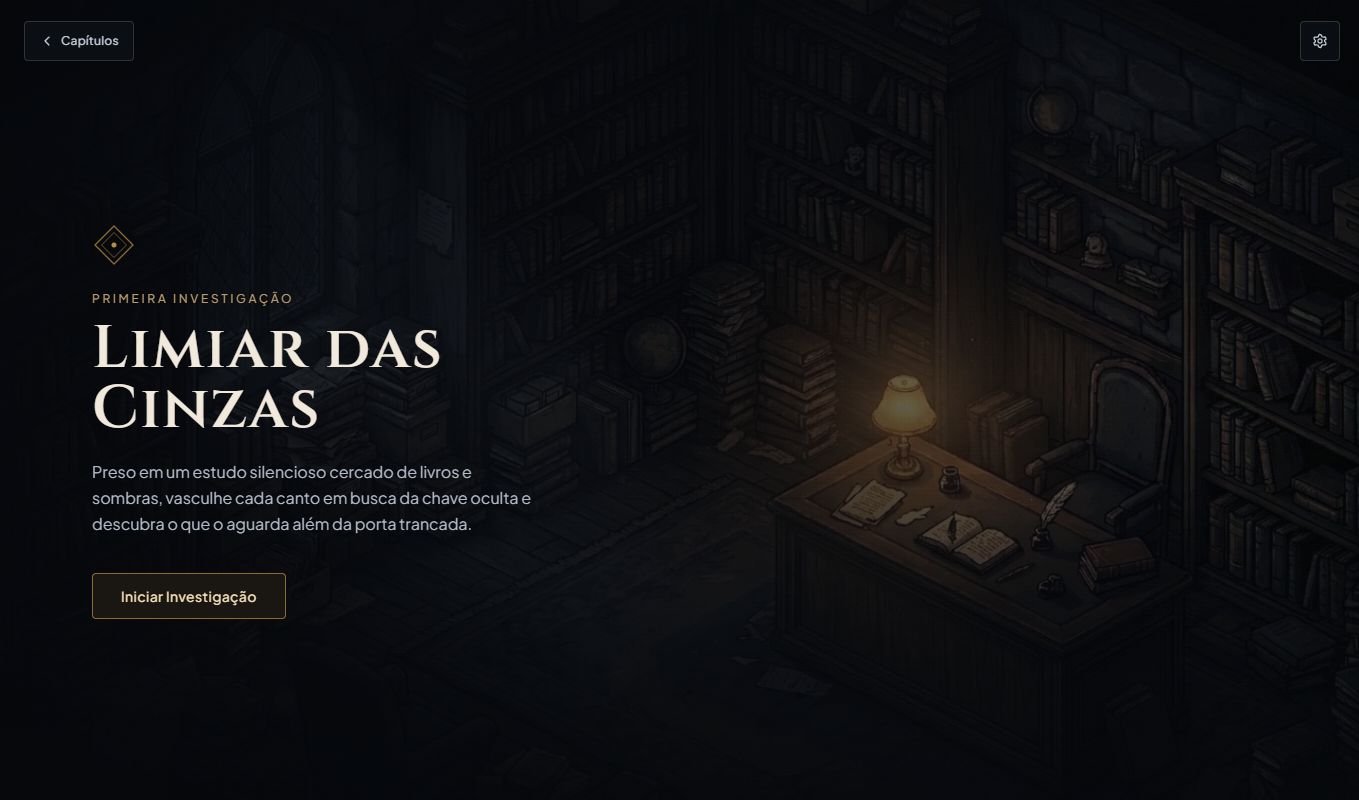 Capítulos
PRIMEIRA INVESTIGAÇÃO
LIMIAR DAS
CINZAS
Preso em um estudo silencioso cercado de livros e
sombras, vasculhe cada canto em busca da chave oculta e
descubra o que o aguarda além da porta trancada.
Iniciar Investigação